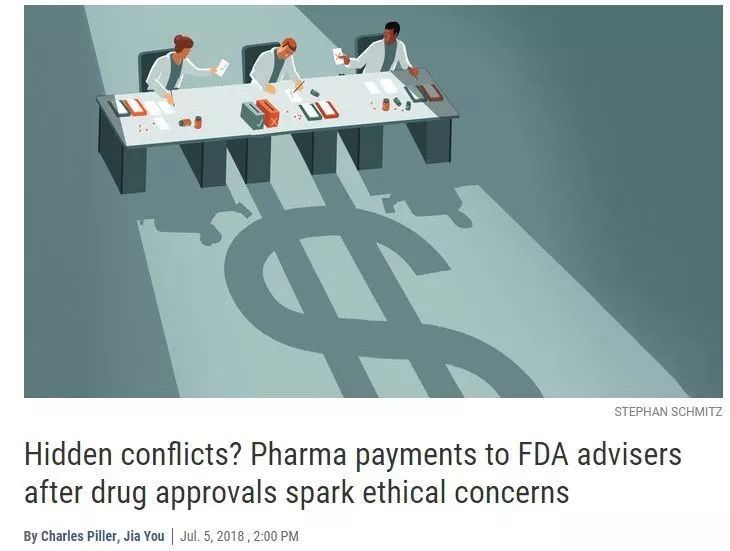 STEPHAN SCHMITZ
Hidden conflicts? Pharma payments to FDA advisers
after drug approvals spark ethical concerns
By Charles Piller, Jia You | Jul. 5, 2018 , 2:00 PM